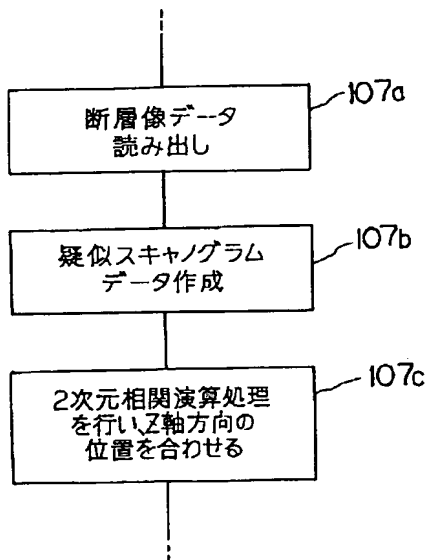 107a
断層像データ
読み出し
107b
疑似スキャノグラム
データ作成
107c
2次元相関演算処理
を行い、Z軸方向の
位置を合わせる